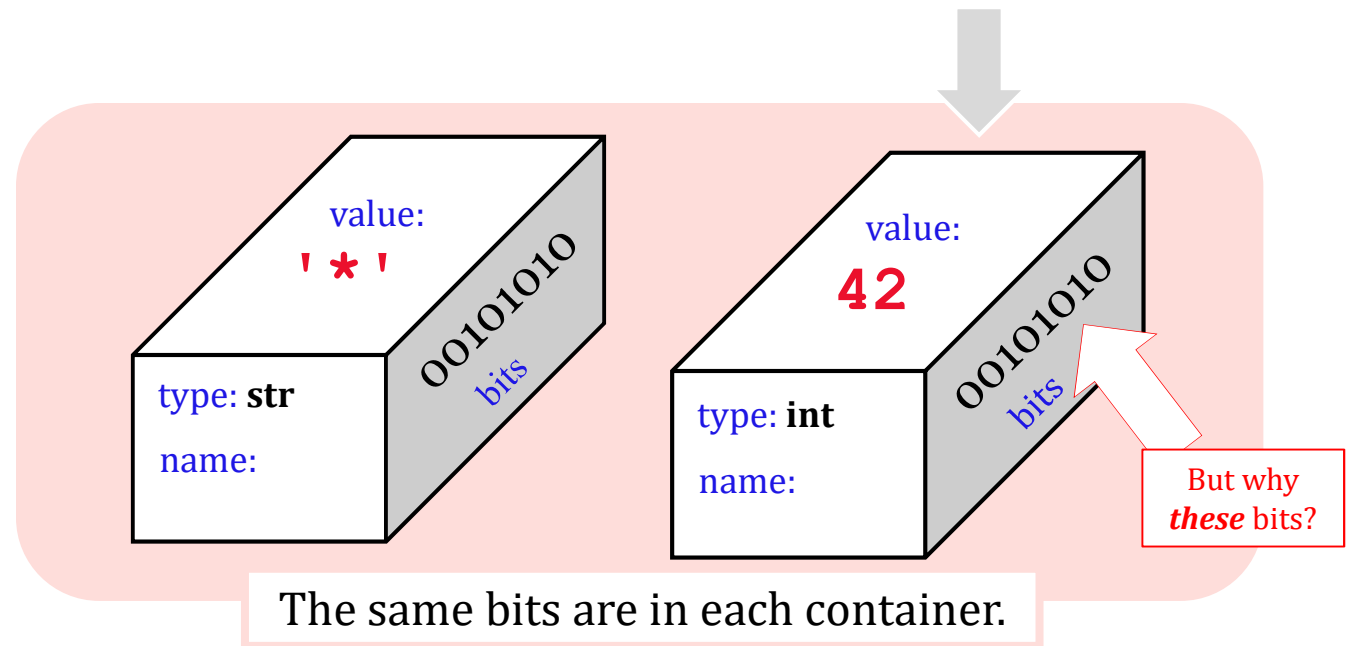 value:
'*'
00101010
bits
type: str
name:
value:
42
00101010
bits
type: int
name:
But why
these bits?
The same bits are in each container.